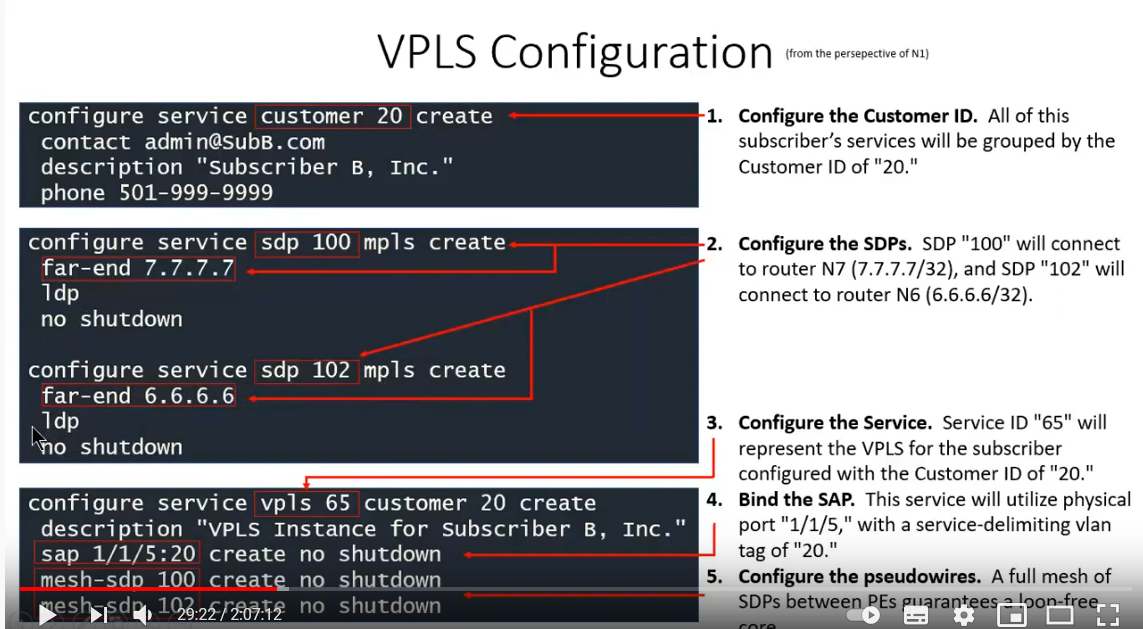 VPLS Configuration (from the persepective of N1)
configure service customer 20 create
contact admin@SubB.com
description "Subscriber B, Inc."
phone 501-999-9999
1. Configure the Customer ID. All of this
subscriber's services will be grouped by the
Customer ID of "20."
configure service sdp 100 mpls create
far-end 7.7.7.7
ldp
no shutdown
configure service sdp 102 mpls create
far-end 6.6.6.6
ldp
no shutdown
2. Configure the SDPs. SDP "100" will connect
to router N7 (7.7.7.7/32), and SDP "102" will
connect to router N6 (6.6.6.6/32).
configure service vpls 65 customer 20 create
description "VPLS Instance for Subscriber B, Inc."
sap 1/1/5:20 create no shutdown
mesh-sdp 100 create no shutdown
mesh-sdp 102 create no shutdown
3. Configure the Service. Service ID "65" will
represent the VPLS for the subscriber
configured with the Customer ID of "20."
4. Bind the SAP. This service will utilize physical
port "1/1/5," with a service-delimiting vlan
tag of "20."
5. Configure the pseudowires. A full mesh of
SDPs between PEs guarantees a loop-free
core.
29:22 / 2:07:12